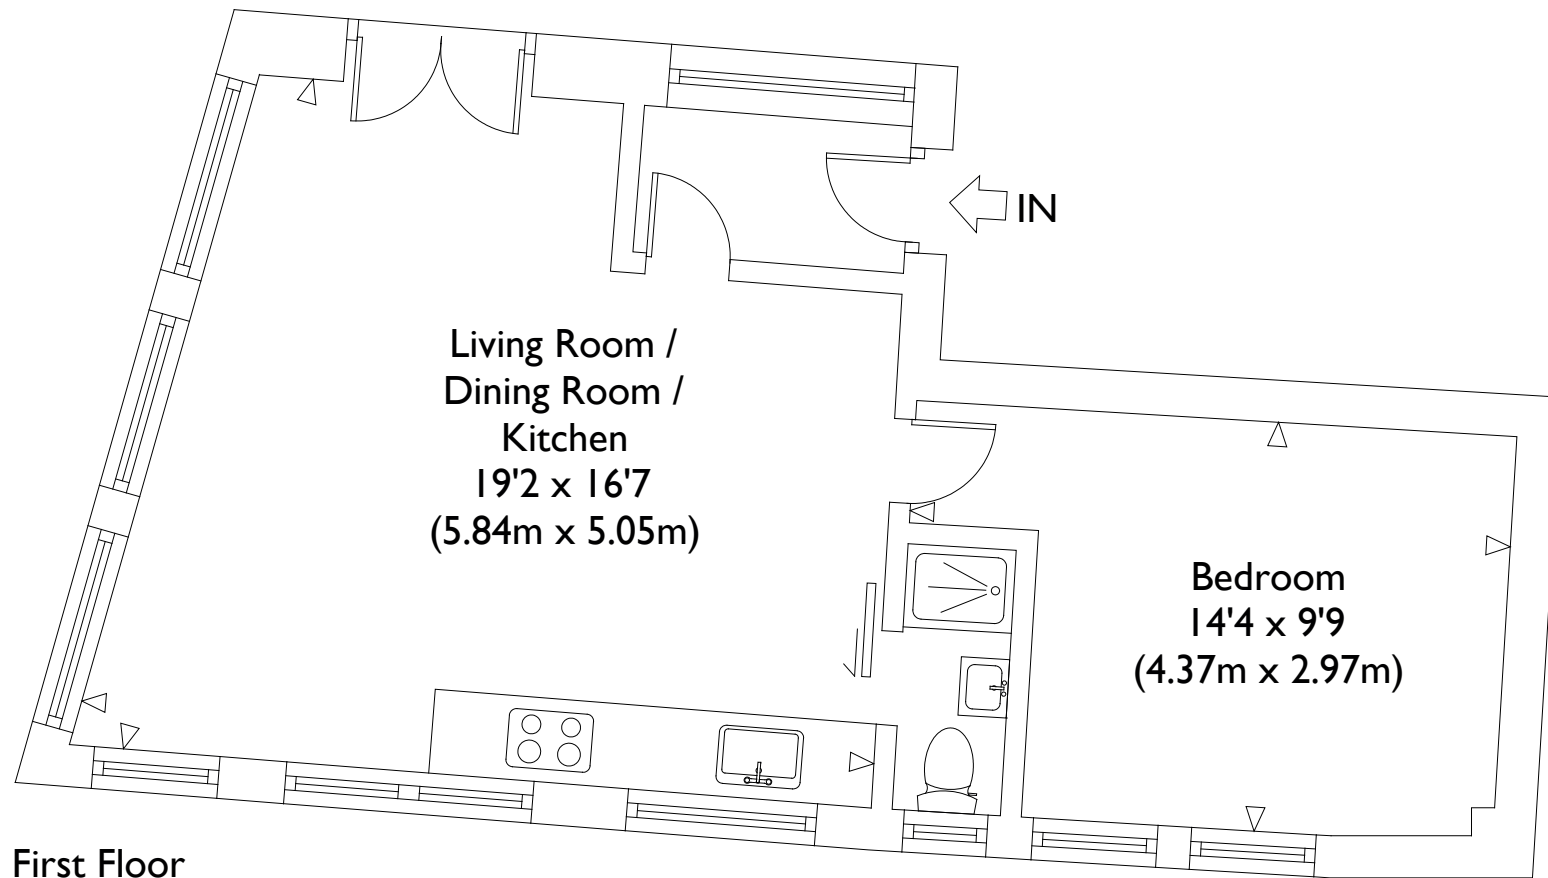 IN
Living Room /
Dining Room /
Kitchen
19'2 x 16'7
(5.84m x 5.05m)
Bedroom
14'4 x 9'9
(4.37m x 2.97m)
First Floor